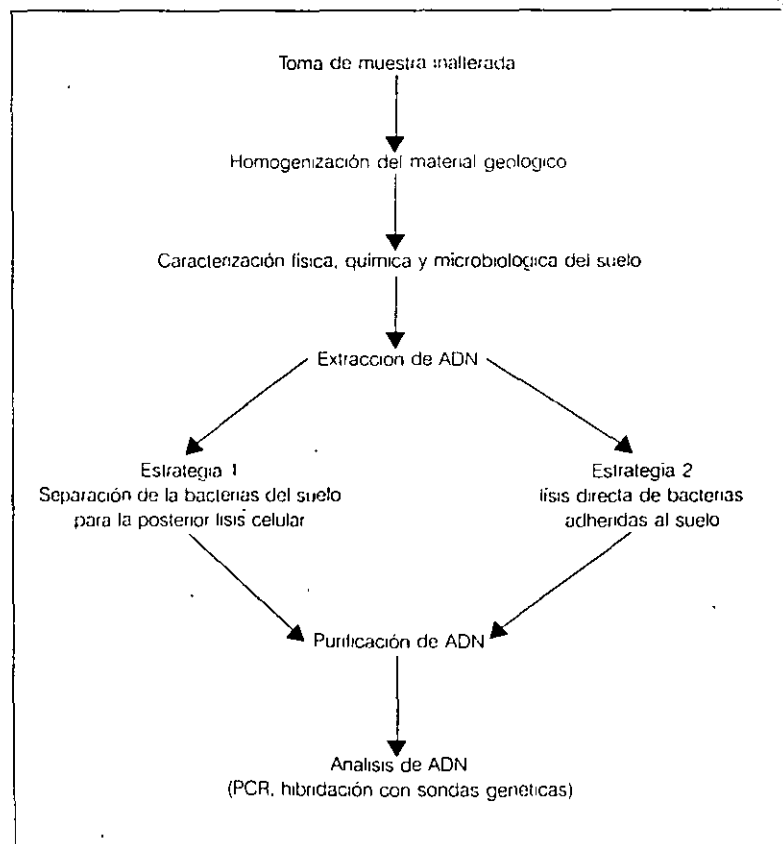 Toma de muestra inalterada
Homogenización del material geologico
Caracterización física, química y microbiologica del suelo
Extraccion de ADN
Estrategia 1
Separación de la bacterias del suelo
para la posterior lisis celular
Estrategia 2
lísis directa de bacterias
adheridas al suelo
Purificación de ADN
Analisis de ADN
(PCR, hibridación con sondas geneticas)